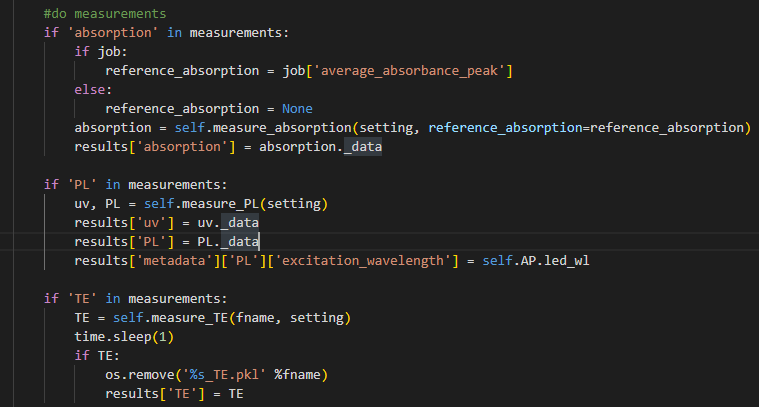 #do measurements
if 'absorption' in measurements:
if job:
reference_absorption = job['average_absorbance_peak']
else:
reference_absorption = None
absorption = self.measure_absorption(setting, reference_absorption=reference_absorption)
results['absorption'] = absorption._data
if 'PL' in measurements:
uv, PL = self.measure_PL(setting)
results['uv'] = uv._data
results['PL'] = PL._data
results['metadata']['PL']['excitation_wavelength'] = self.AP.led_wl
if 'TE' in measurements:
TE = self.measure_TE(fname, setting)
time.sleep(1)
if TE:
os.remove('%s_TE.pkl' %fname)
results['TE'] = TE